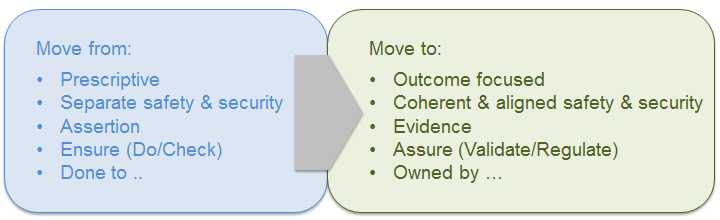 Move from:
• Prescriptive
• Separate safety & security
• Assertion
• Ensure (Do/Check)
• Done to ..
Move to:
• Outcome focused
• Coherent & aligned safety & security
• Evidence
• Assure (Validate/Regulate)
• Owned by …